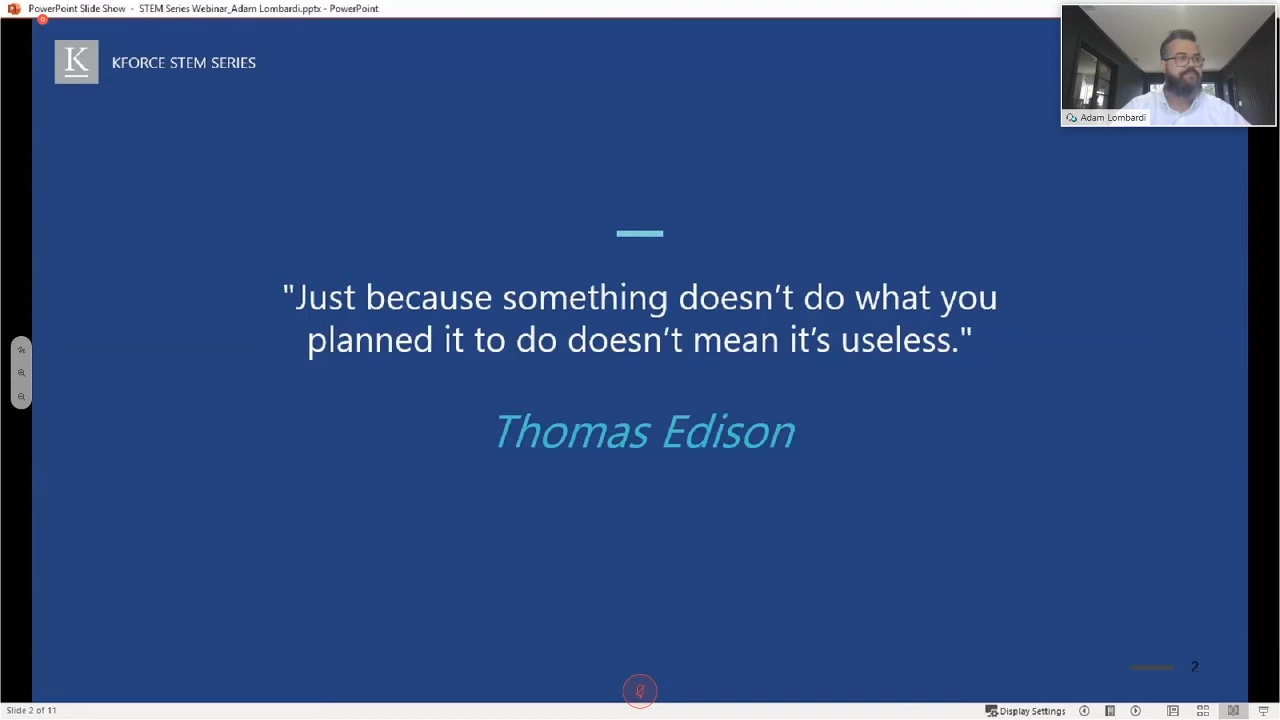 PowerPoint Slide Show - STEM Series Webinar_Adam Lombardi.pptx - PowerPoint
K
KFORCE STEM SERIES
Adam Lombardi
"Just because something doesn’t do what you
planned it to do doesn’t mean it’s useless."
Thomas Edison
2
Slide 2 of 11
Display Settings